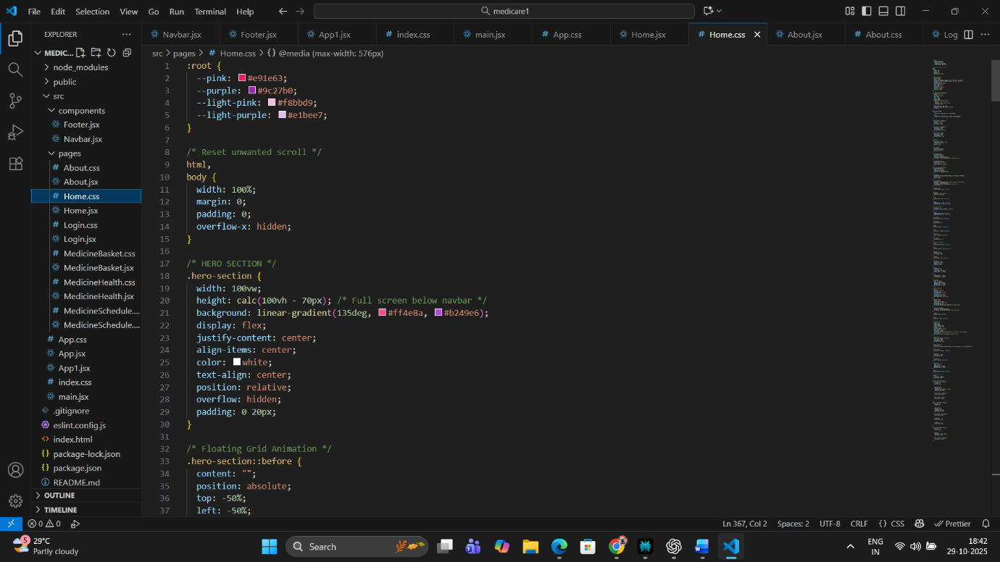 File Edit Selection View Go Run Terminal Help
medicare1
EXPLORER
Navbar.jsx
Footer.jsx
App1.jsx
# index.css
main.jsx
# App.css
Home.jsx
# Home.css
About.jsx
# About.css
Log
MEDIC...
node_modules
public
src
components
Footer.jsx
Navbar.jsx
pages
# About.css
About.jsx
# Home.css
Home.jsx
# Login.css
Login.jsx
# MedicineBasket.css
MedicineBasket.jsx
# MedicineHealth.css
MedicineHealth.jsx
# MedicineSchedule....
MedicineSchedule....
# App.css
App.jsx
App1.jsx
# index.css
main.jsx
.gitignore
eslint.config.js
index.html
{} package-lock.json
{} package.json
README.md
OUTLINE
TIMELINE
src > pages > # Home.css > {} @media (max-width: 576px)
1 :root {
2 --pink: #e91e63;
3 --purple: #9c27b0;
4 --light-pink: #f8bbd9;
5 --light-purple: #e1bee7;
6 }
7
8 /* Reset unwanted scroll */
9 html,
10 body {
11 width: 100%;
12 margin: 0;
13 padding: 0;
14 overflow-x: hidden;
15 }
16
17 /* HERO SECTION */
18 .hero-section {
19 width: 100vw;
20 height: calc(100vh - 70px); /* Full screen below navbar */
21 background: linear-gradient(135deg, #ff4e8a, #b249e6);
22 display: flex;
23 justify-content: center;
24 align-items: center;
25 color: white;
26 text-align: center;
27 position: relative;
28 overflow: hidden;
29 padding: 0 20px;
30 }
31
32 /* Floating Grid Animation */
33 .hero-section::before {
34 content: "";
35 position: absolute;
36 top: -50%;
37 left: -50%;
0 0
Ln 367, Col 2
Spaces: 2
UTF-8
CRLF
{} CSS
Prettier
5
29°C
Partly cloudy
Search
ENG
IN
18:42
29-10-2025